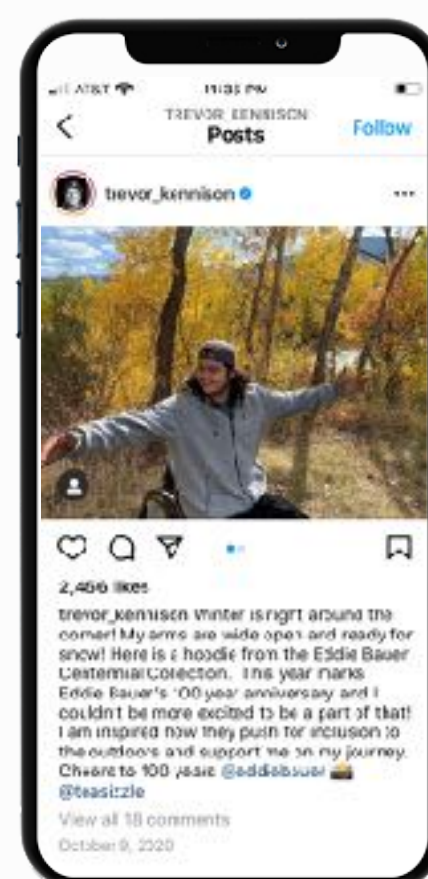 AT&T 11:35 PM
TREVOR_KENNISON
Posts
Follow
trevor_kennison
2,456 likes
trevor_kennison Winter is right around the
corner! My arms are wide open and ready for
snow! Here is a hoodie from the Eddie Bauer
Centennial Collection. This year marks
Eddie Bauer's 100 year anniversary and I
couldn't be more excited to be a part of that!
I am inspired how they push for inclusion to
the outdoors and support me on my journey.
Cheers to 100 years @eddiebauer
@teasizzle
View all 18 comments
October 9, 2020